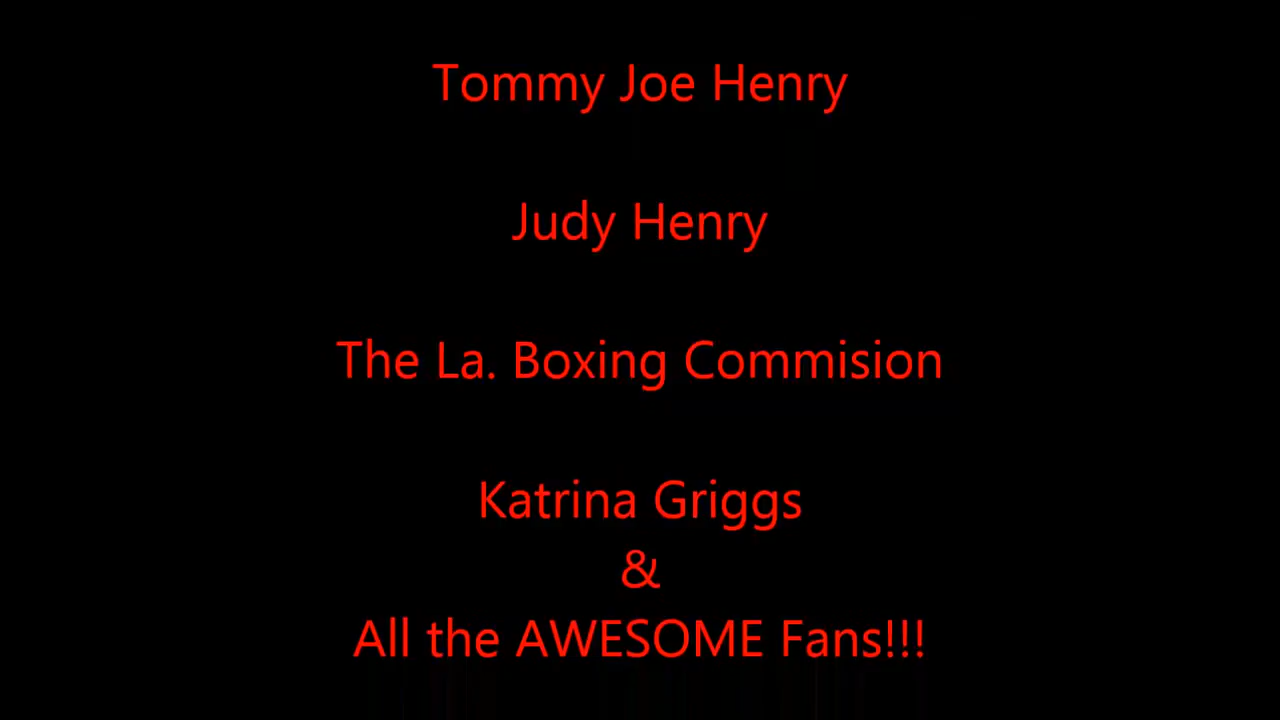 Tommy Joe Henry
Judy Henry
The La. Boxing Commision
Katrina Griggs
&
All the AWESOME Fans!!!